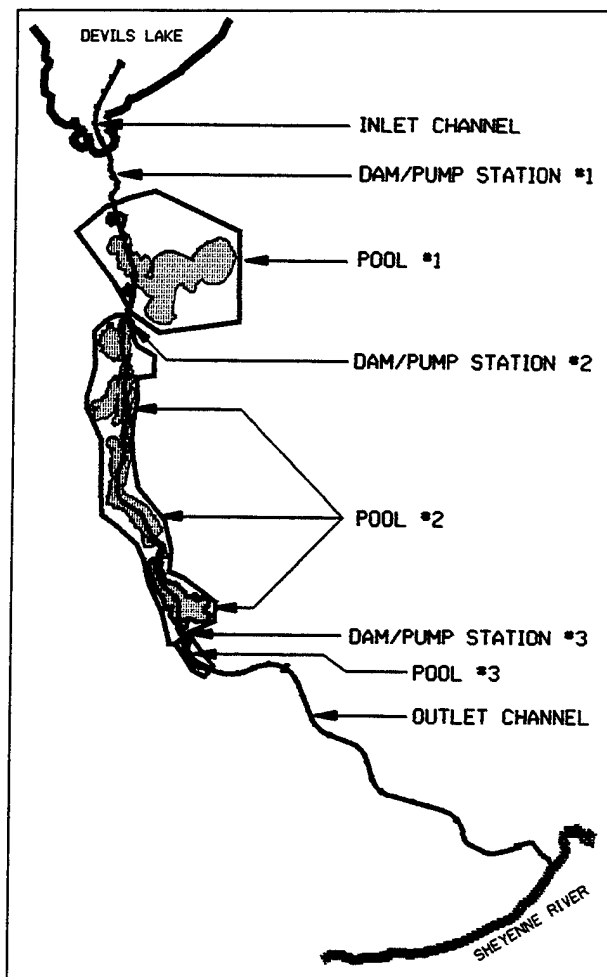 DEVILS LAKE
INLET CHANNEL
DAM/PUMP STATION #1
POOL #1
DAM/PUMP STATION #2
POOL #2
DAM/PUMP STATION #3
POOL #3
OUTLET CHANNEL
SHEYENNE RIVER